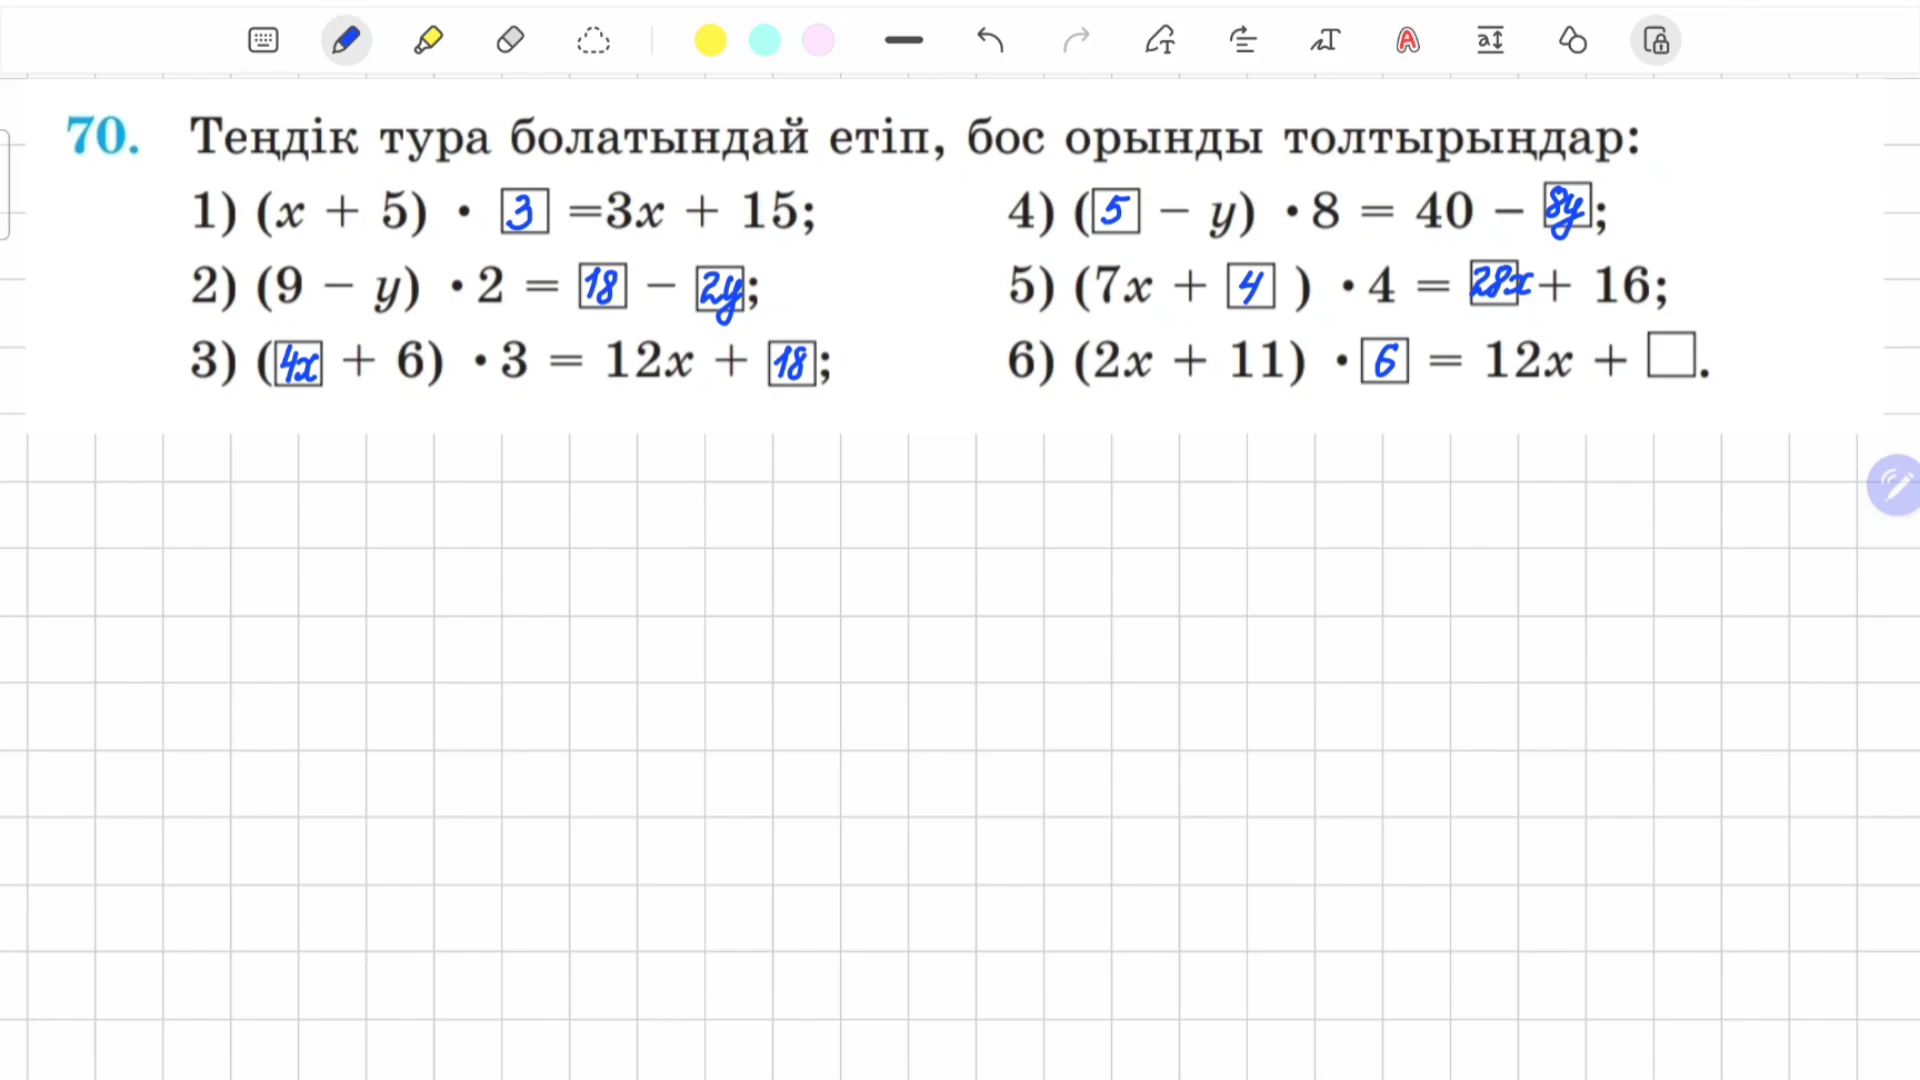 70. Теңдік тура болатындай етіп, бос орынды толтырыңдар:
1) (x + 5) · 3 =3x + 15;
2) (9 − y) · 2 = 18 − 2y;
3) (4x + 6) · 3 = 12x + 18;
4) (5 − y) · 8 = 40 − 8y;
5) (7x + 4 ) · 4 = 28x + 16;
6) (2x + 11) · 6 = 12x + □.